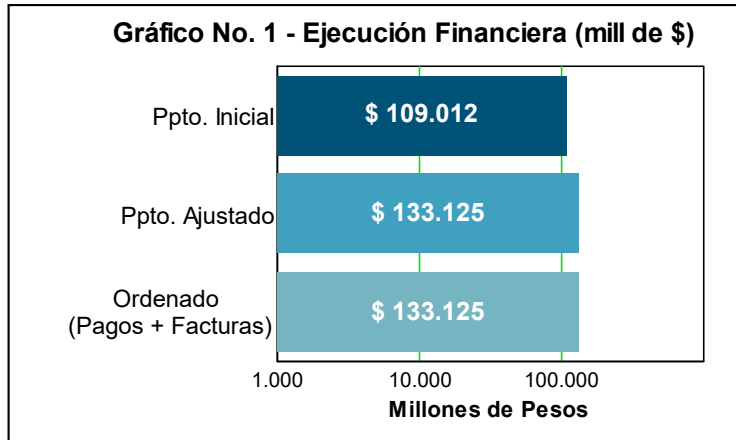 Gráfico No. 1 - Ejecución Financiera (mill de $)
Ppto. Inicial
$ 109.012
Ppto. Ajustado
$ 133.125
Ordenado
(Pagos + Facturas)
$ 133.125
1.000
10.000
100.000
Millones de Pesos